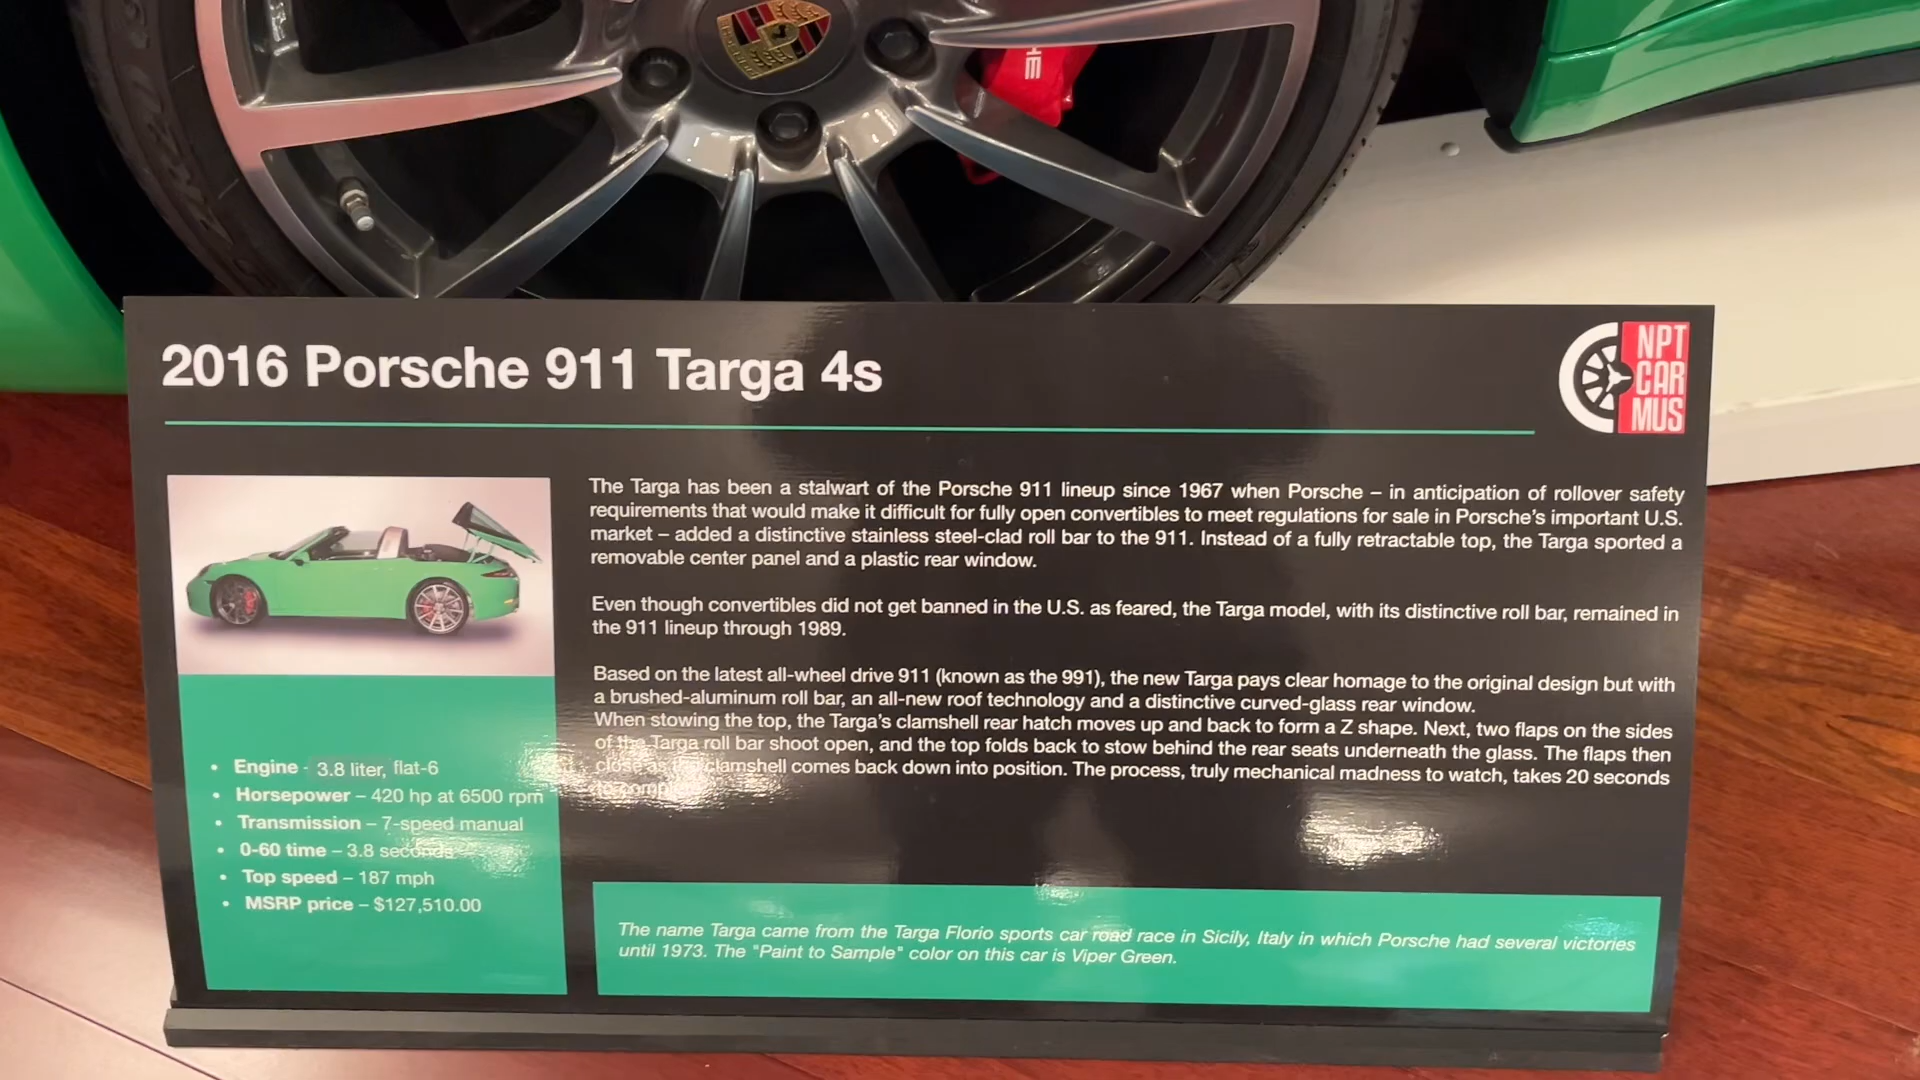 HE
2016 Porsche 911 Targa 4s
NPT
CAR
MUS
The Targa has been a stalwart of the Porsche 911 lineup since 1967 when Porsche – in anticipation of rollover safety
requirements that would make it difficult for fully open convertibles to meet regulations for sale in Porsche's important U.S.
market – added a distinctive stainless steel-clad roll bar to the 911. Instead of a fully retractable top, the Targa sported a
removable center panel and a plastic rear window.
Even though convertibles did not get banned in the U.S. as feared, the Targa model, with its distinctive roll bar, remained in
the 911 lineup through 1989.
Based on the latest all-wheel drive 911 (known as the 991), the new Targa pays clear homage to the original design but with
a brushed-aluminum roll bar, an all-new roof technology and a distinctive curved-glass rear window.
When stowing the top, the Targa's clamshell rear hatch moves up and back to form a Z shape. Next, two flaps on the sides
of the Targa roll bar shoot open, and the top folds back to stow behind the rear seats underneath the glass. The flaps then
close as the clamshell comes back down into position. The process, truly mechanical madness to watch, takes 20 seconds
• Engine - 3.8 liter, flat-6
• Horsepower – 420 hp at 6500 rpm
• Transmission – 7-speed manual
• 0-60 time – 3.8 seconds
• Top speed – 187 mph
• MSRP price – $127,510.00
The name Targa came from the Targa Florio sports car road race in Sicily, Italy in which Porsche had several victories
until 1973. The "Paint to Sample" color on this car is Viper Green.